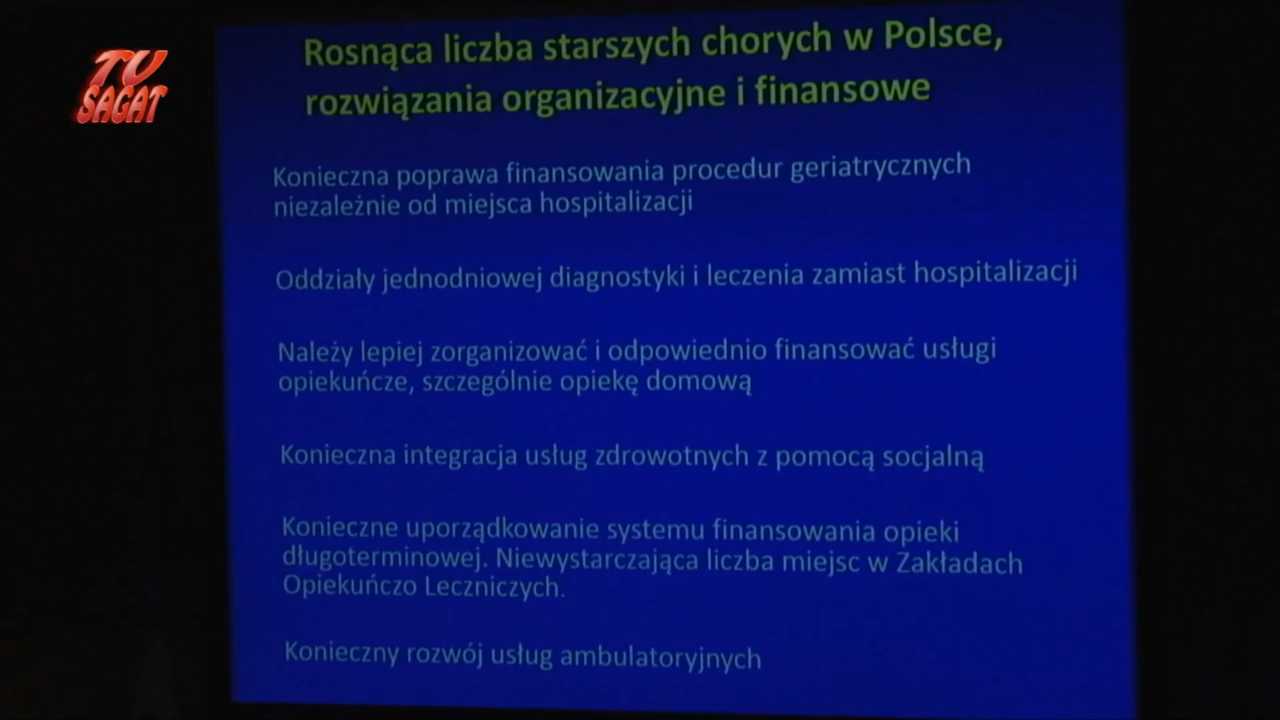 TV
SAGAT
Rosnąca liczba starszych chorych w Polsce,
rozwiązania organizacyjne i finansowe
Konieczna poprawa finansowania procedur geriatrycznych
niezależnie od miejsca hospitalizacji
Oddziały jednodniowej diagnostyki i leczenia zamiast hospitalizacji
Należy lepiej zorganizować i odpowiednio finansować usługi
opiekuńcze, szczególnie opiekę domową
Konieczna integracja usług zdrowotnych z pomocą socjalną
Konieczne uporządkowanie systemu finansowania opieki
długoterminowej. Niewystarczająca liczba miejsc w Zakładach
Opiekuńczo Leczniczych.
Konieczny rozwój usług ambulatoryjnych